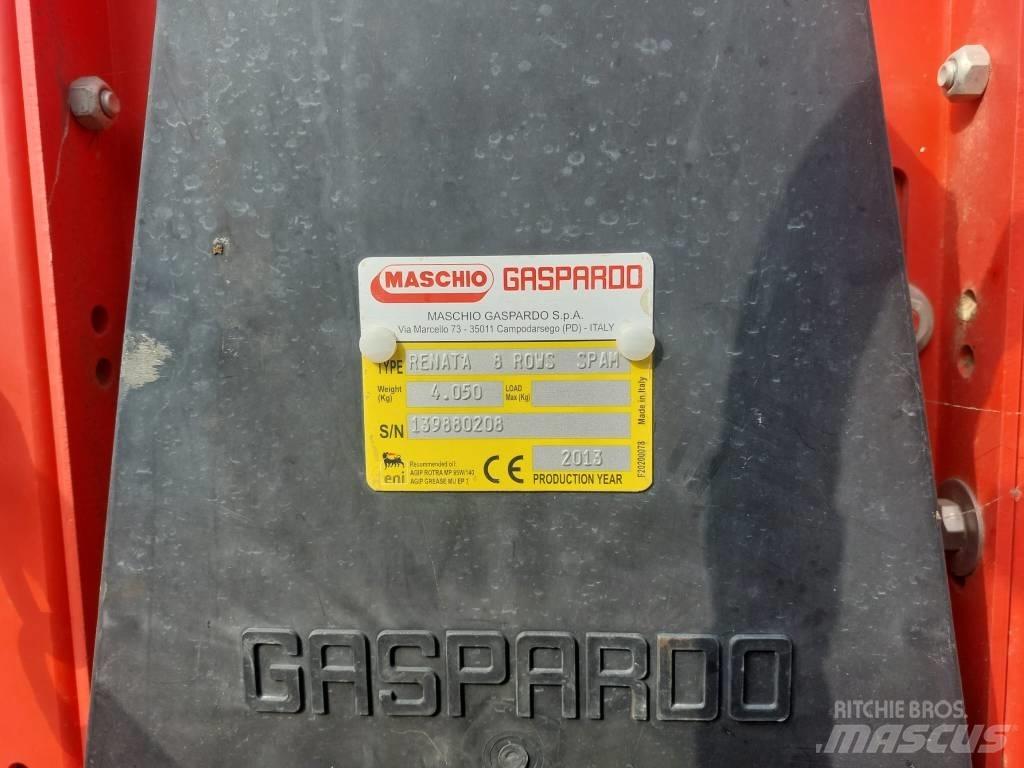 MASCHIO GASPARDO
MASCHIO GASPARDO S.p.A.
Via Marcello 73 - 35011 Campodarsego (PD) - ITALY
TYPE RENATA 8 ROWS SPAM
Weight (Kg) 4.050 LOAD Max (Kg)
S/N 139880208
2013
eni Recommended oil:
AGIP ROTRA MP 85W/140
AGIP GREASE MU EP 2
CE PRODUCTION YEAR
F20200078 Made in Italy
GASPARDO
RITCHIE BROS.
MASCUS